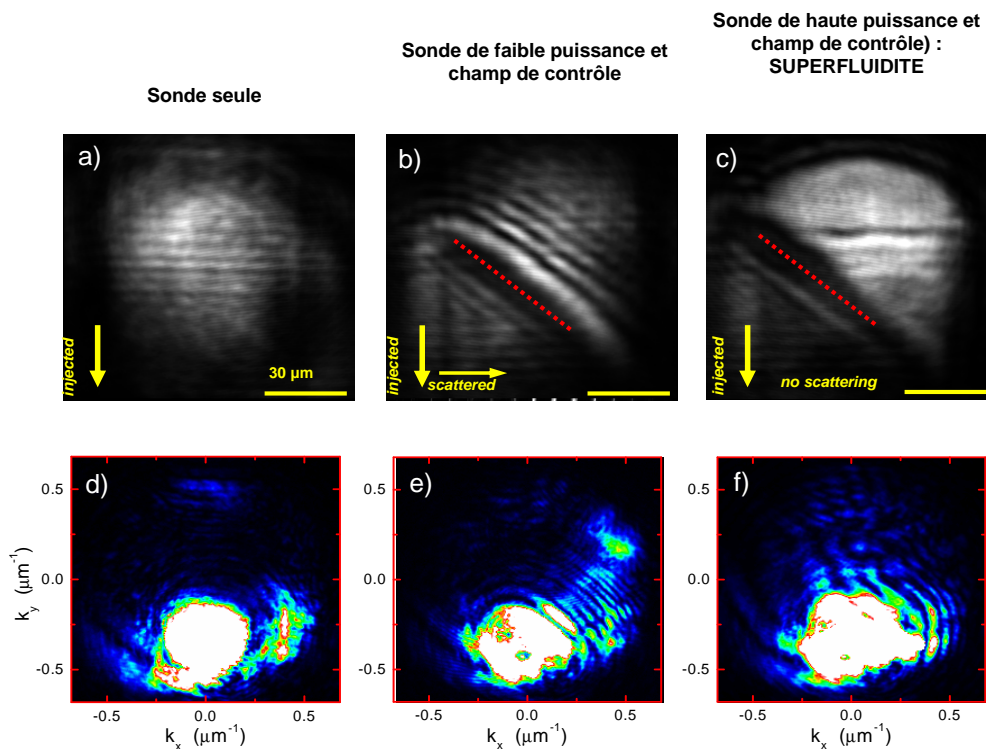 Sonde seule
Sonde de faible puissance et
champ de contrôle
Sonde de haute puissance et
champ de contrôle) :
SUPERFLUIDITE
a)
injected
30 µm
b)
injected
scattered
c)
injected
no scattering
d)
0.5
0.0
-0.5
k_y (µm⁻¹)
-0.5
0.0
0.5
k_x (µm⁻¹)
e)
0.5
0.0
-0.5
-0.5
0.0
0.5
k_x (µm⁻¹)
f)
0.5
0.0
-0.5
-0.5
0.0
0.5
k_x (µm⁻¹)